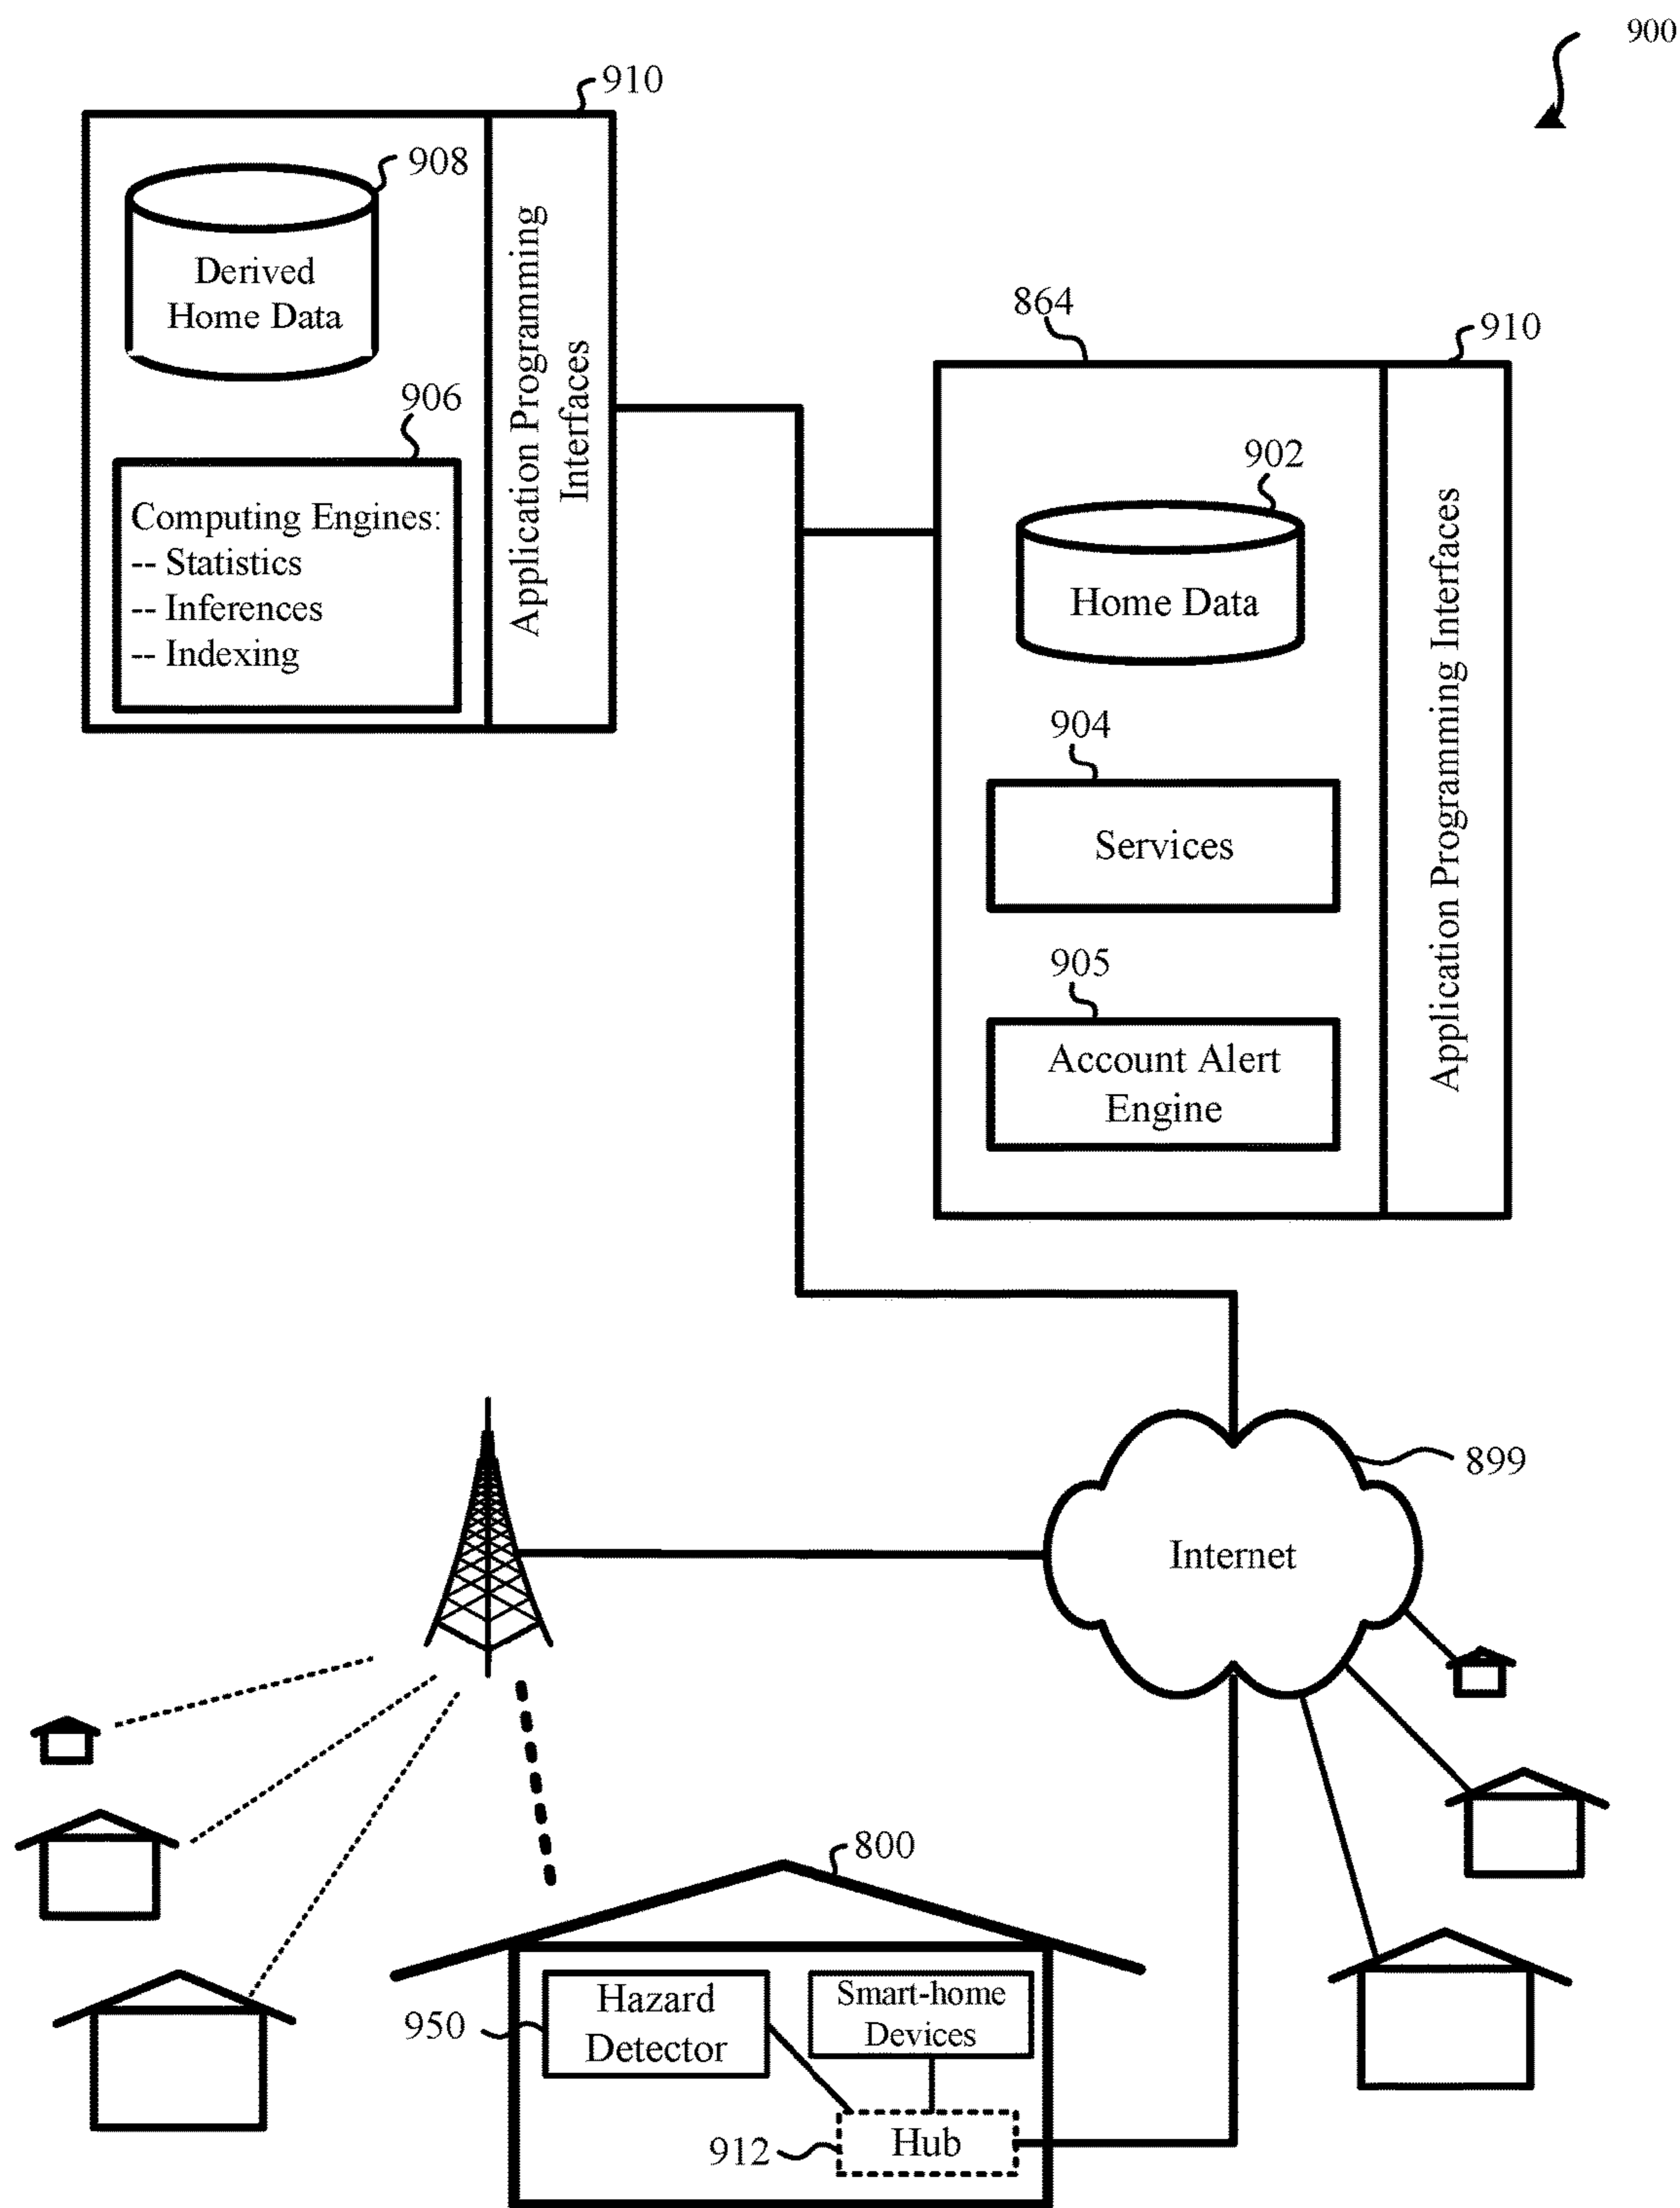 900
910
908
Derived
Home Data
906
Computing Engines:
-- Statistics
-- Inferences
-- Indexing
Application Programming
Interfaces
864
910
902
Home Data
904
Services
905
Account Alert
Engine
Application Programming Interfaces
899
Internet
800
Hazard
Detector
950
Smart-home
Devices
912
Hub